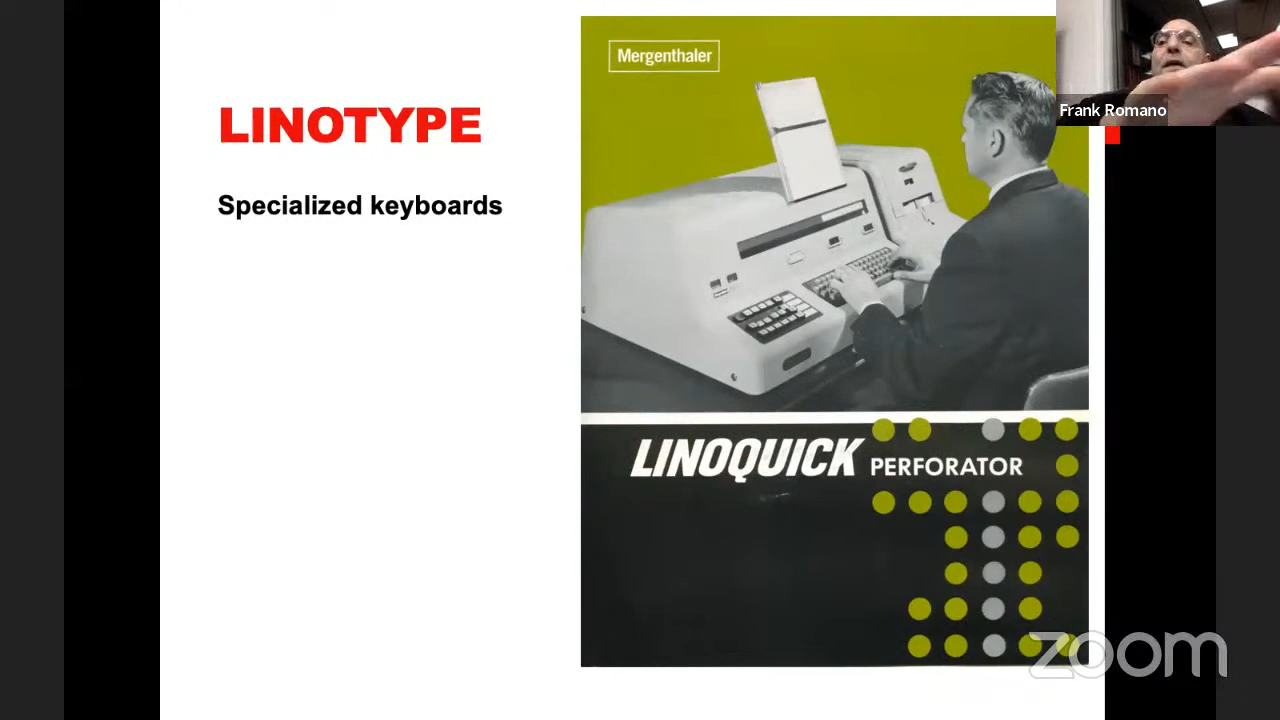 LINOTYPE
Specialized keyboards
Mergenthaler
Frank Romano
LINOQUICK PERFORATOR
zoom